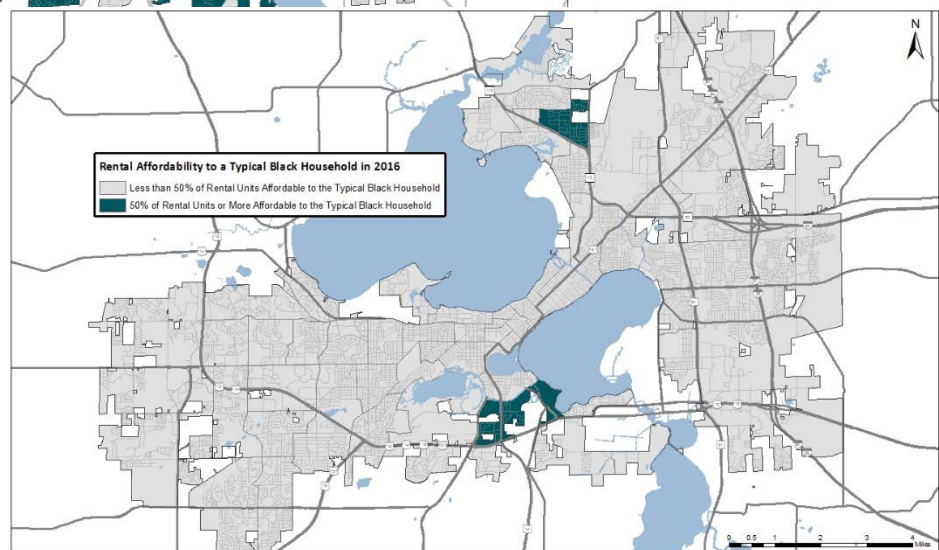 N
Rental Affordability to a Typical Black Household in 2016
Less than 50% of Rental Units Affordable to the Typical Black Household
50% of Rental Units or More Affordable to the Typical Black Household
0 0.5 1 2 3 4
Miles